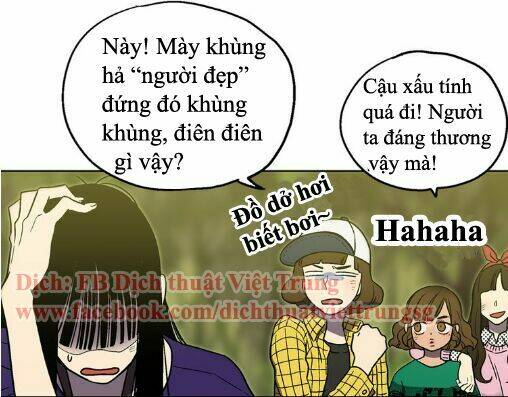 Này! Mày khùng
hả “người đẹp”
đứng đó khùng
khùng, điên điên
gì vậy?
Cậu xấu tính
quá đi! Người
ta đáng thương
vậy mà!
Đồ dở hơi
biết bơi~
Hahaha
Dịch: FB Dịch thuật Việt Trung
www.facebook.com/dichthuatviettrungsg